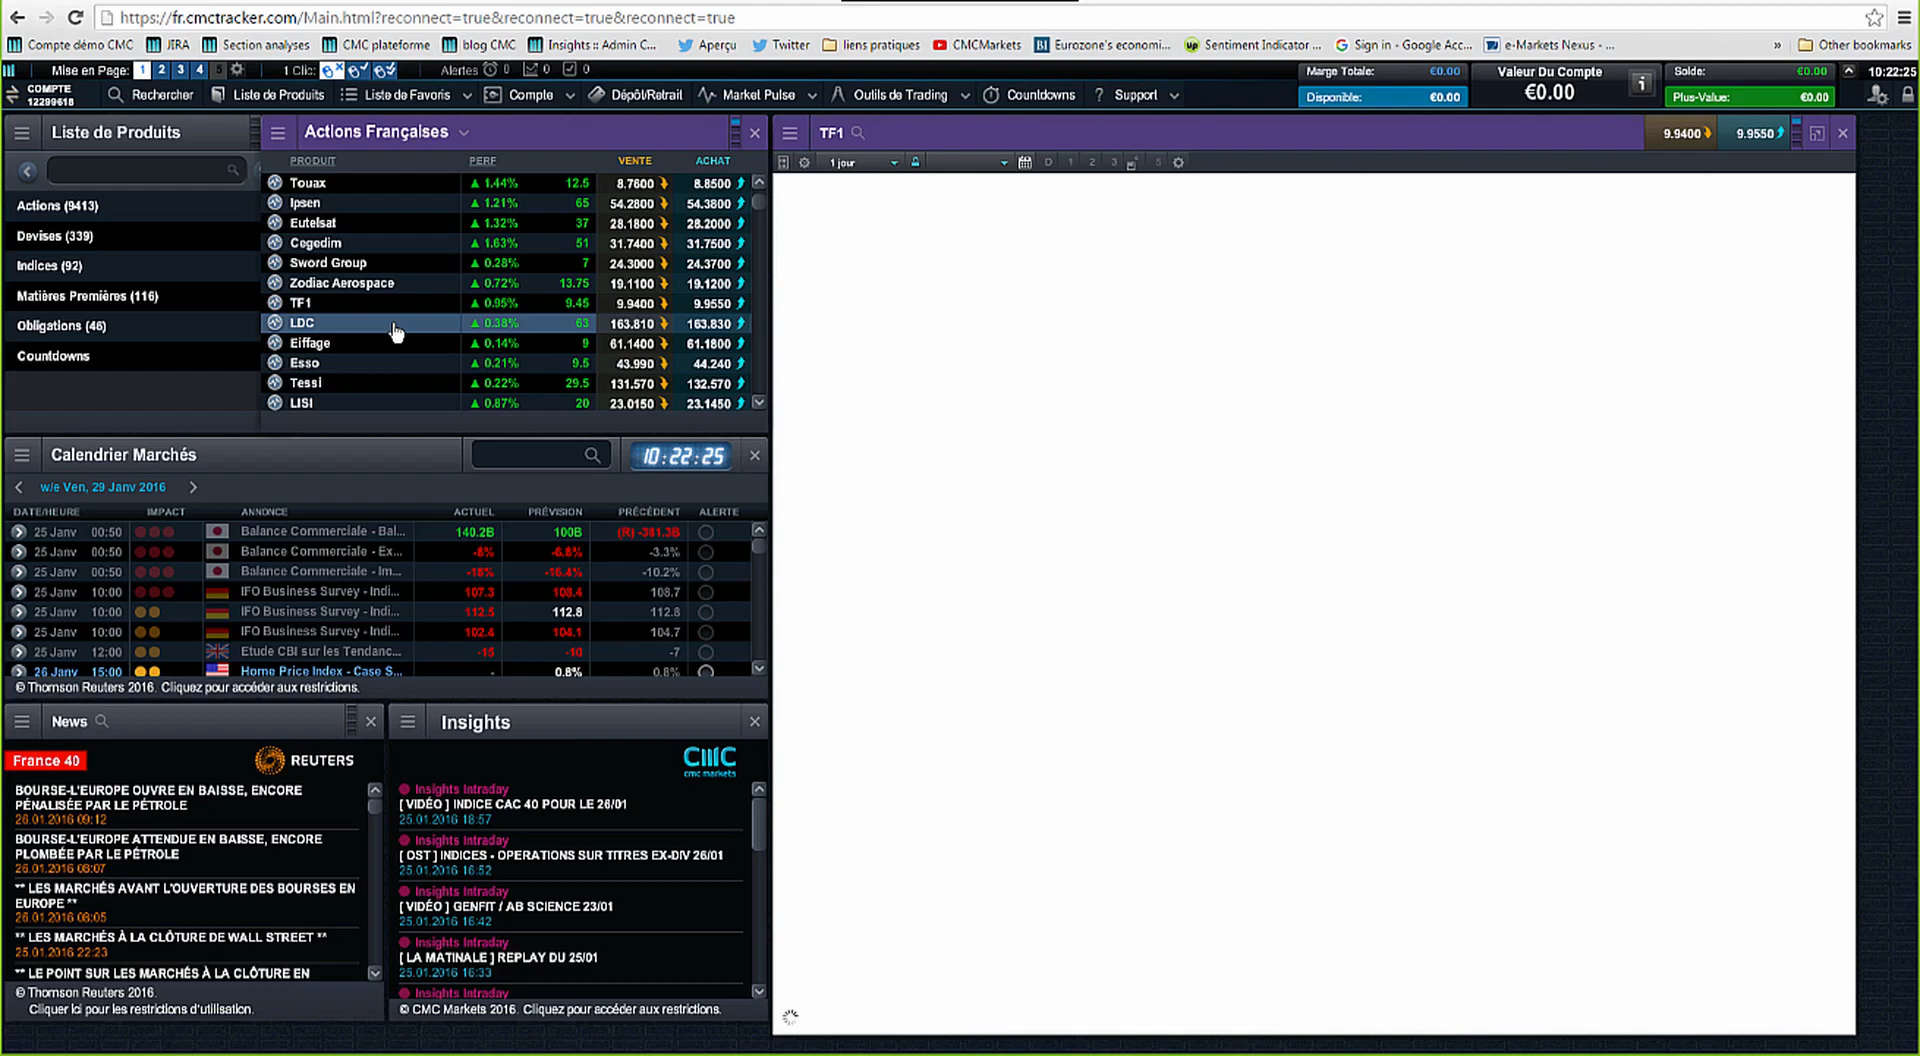 https://fr.cmctracker.com/Main.html?reconnect=true&reconnect=true&reconnect=true
Compte démo CMC JIRA Section analyses CMC plateforme blog CMC Insights :: Admin C... Aperçu Twitter liens pratiques CMCMarkets Eurozone's economi... Sentiment Indicator ... Sign in - Google Acc... e-Markets Nexus - ... » Other bookmarks
Mise en Page: 1 2 3 4 5 1 Clic: Alertes 0 0 0 Marge Totale: €0.00 Valeur Du Compte Solde: €0.00 10:22:25
COMPTE 12299618 Rechercher Liste de Produits Liste de Favoris Compte Dépôt/Retrait Market Pulse Outils de Trading Countdowns ? Support Disponible: €0.00 €0.00 Plus-Value: €0.00
Liste de Produits
Actions (9413)
Devises (339)
Indices (92)
Matières Premières (116)
Obligations (46)
Countdowns
Actions Françaises
PRODUIT PERF VENTE ACHAT
Touax ▲ 1.44% 12.5 8.7600 8.8500
Ipsen ▲ 1.21% 65 54.2800 54.3800
Eutelsat ▲ 1.32% 37 28.1800 28.2000
Cegedim ▲ 1.63% 51 31.7400 31.7500
Sword Group ▲ 0.28% 7 24.3000 24.3700
Zodiac Aerospace ▲ 0.72% 13.75 19.1100 19.1200
TF1 ▲ 0.95% 9.45 9.9400 9.9550
LDC ▲ 0.38% 63 163.810 163.830
Eiffage ▲ 0.14% 9 61.1400 61.1800
Esso ▲ 0.21% 9.5 43.990 44.240
Tessi ▲ 0.22% 29.5 131.570 132.570
LISI ▲ 0.87% 20 23.0150 23.1450
TF1 9.9400 9.9550
1 jour D 1 2 3 5
Calendrier Marchés 10:22:25
w/e Ven, 29 Janv 2016
DATE/HEURE IMPACT ANNONCE ACTUEL PRÉVISION PRÉCÉDENT ALERTE
25 Janv 00:50 Balance Commerciale - Bal... 140.2B 100B (R) -381.3B
25 Janv 00:50 Balance Commerciale - Ex... -8% -6.8% -3.3%
25 Janv 00:50 Balance Commerciale - Im... -18% -16.4% -10.2%
25 Janv 10:00 IFO Business Survey - Indi... 107.3 108.4 108.7
25 Janv 10:00 IFO Business Survey - Indi... 112.5 112.8 112.8
25 Janv 10:00 IFO Business Survey - Indi... 102.4 104.1 104.7
25 Janv 12:00 Etude CBI sur les Tendanc... -15 -10 -7
26 Janv 15:00 Home Price Index - Case S... - 0.8% 0.8%
© Thomson Reuters 2016. Cliquez pour accéder aux restrictions.
News
France 40 REUTERS
BOURSE-L'EUROPE OUVRE EN BAISSE, ENCORE
PÉNALISÉE PAR LE PÉTROLE
26.01.2016 09:12
BOURSE-L'EUROPE ATTENDUE EN BAISSE, ENCORE
PLOMBÉE PAR LE PÉTROLE
26.01.2016 08:07
** LES MARCHÉS AVANT L'OUVERTURE DES BOURSES EN
EUROPE **
26.01.2016 08:05
** LES MARCHÉS À LA CLÔTURE DE WALL STREET **
25.01.2016 22:23
** LE POINT SUR LES MARCHÉS À LA CLÔTURE EN
© Thomson Reuters 2016.
Cliquer ici pour les restrictions d'utilisation.
Insights
CMC
cmc markets
Insights Intraday
[ VIDÉO ] INDICE CAC 40 POUR LE 26/01
25.01.2016 18:57
Insights Intraday
[ OST ] INDICES - OPERATIONS SUR TITRES EX-DIV 26/01
25.01.2016 16:52
Insights Intraday
[ VIDÉO ] GENFIT / AB SCIENCE 23/01
25.01.2016 16:42
Insights Intraday
[ LA MATINALE ] REPLAY DU 25/01
25.01.2016 16:33
Insights Intraday
© CMC Markets 2016. Cliquez pour accéder aux restrictions.